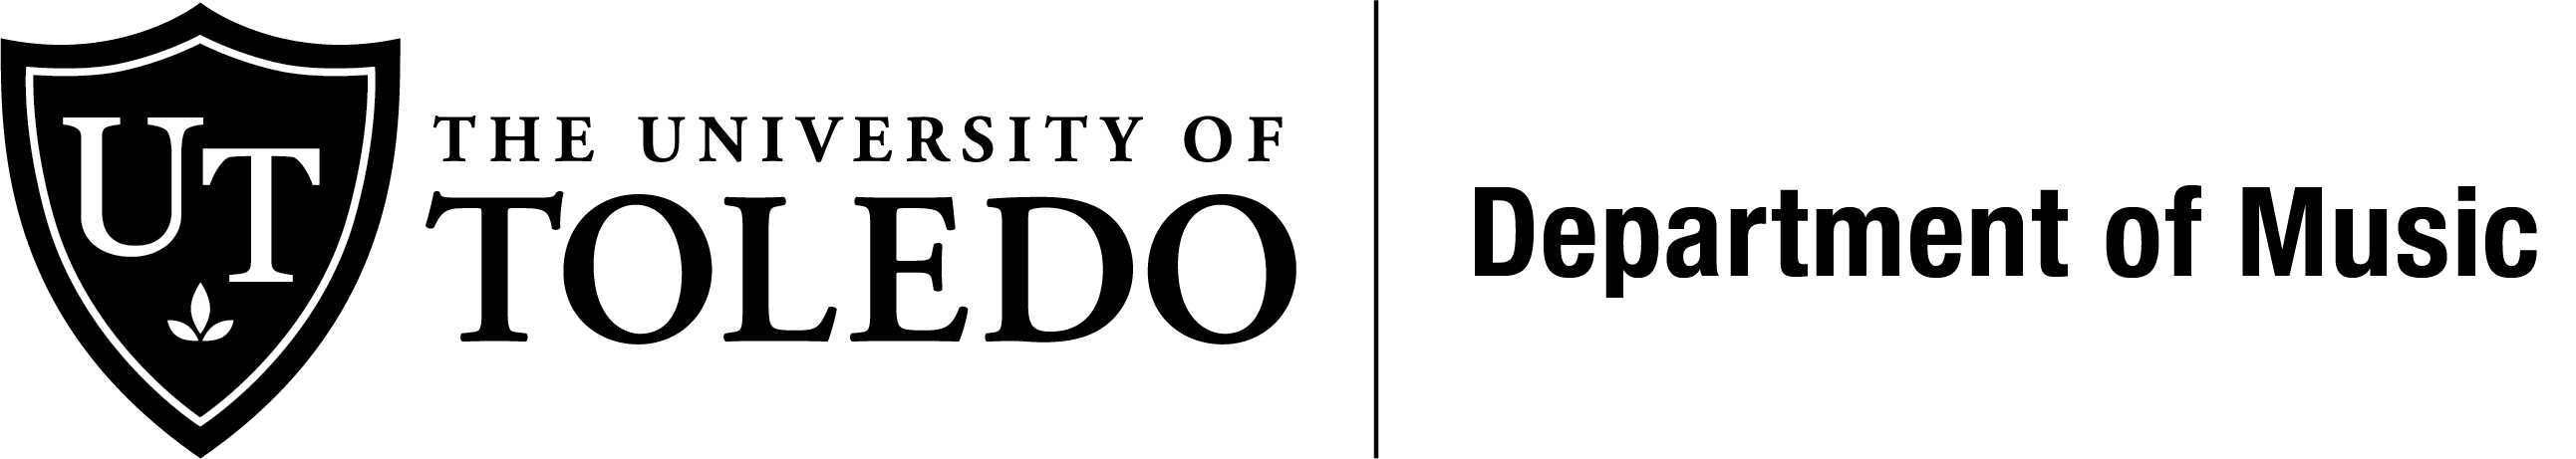 UT
THE UNIVERSITY OF
TOLEDO
Department of Music